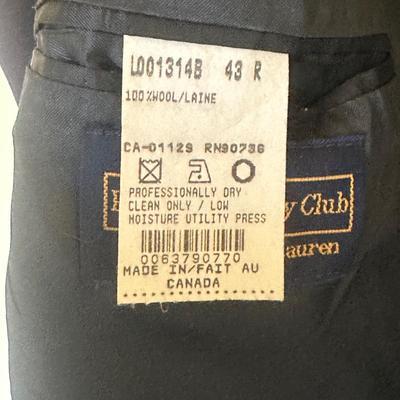 L001314B 43 R
100%WOOL/LAINE
CA-01129 RN90736
PROFESSIONALLY DRY
CLEAN ONLY / LOW
MOISTURE UTILITY PRESS
0063790770
MADE IN/FAIT AU
CANADA
Club